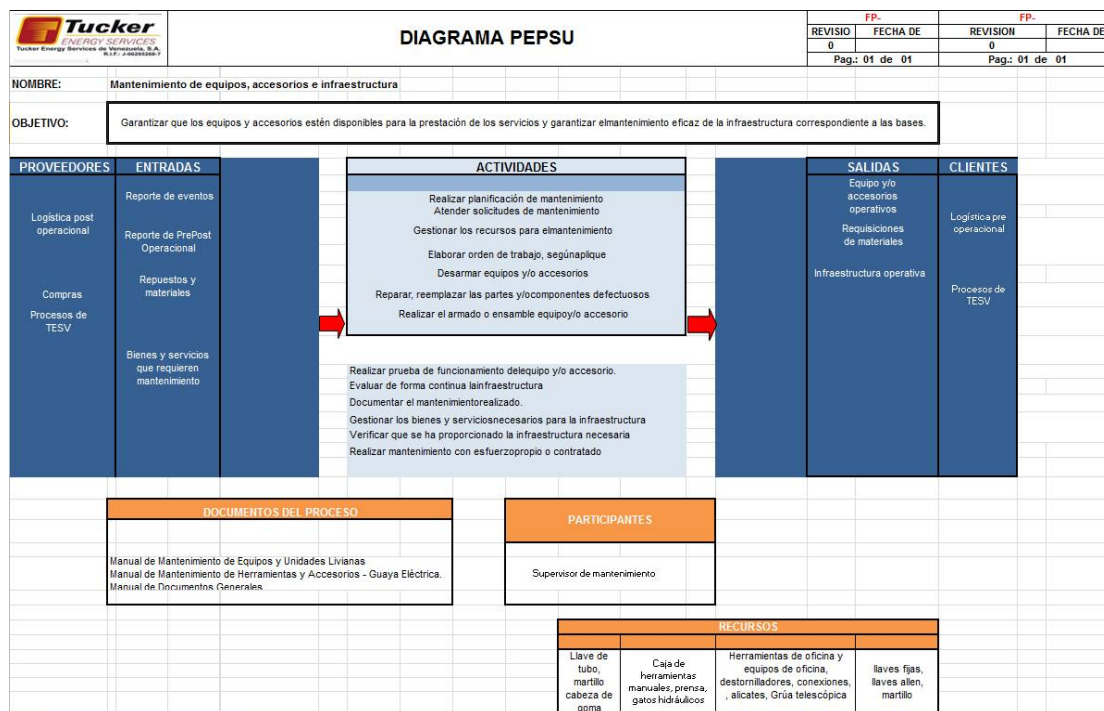 Tucker
ENERGY SERVICES
Tucker Energy Services de Venezuela, S.A.
DIAGRAMA PEPSU
FP-
FP-
REVISIO
FECHA DE
REVISION
FECHA DE
0
0
Pag.: 01 de 01
Pag.: 01 de 01
NOMBRE:
Mantenimiento de equipos, accesorios e infraestructura
OBJETIVO:
Garantizar que los equipos y accesorios estén disponibles para la prestación de los servicios y garantizar elmantenimiento eficaz de la infraestructura correspondiente a las bases.
PROVEEDORES
Logística post
operacional
Compras
Procesos de
TESV
ENTRADAS
Reporte de eventos
Reporte de PrePost
Operacional
Repuestos y
materiales
Bienes y servicios
que requieren
mantenimiento
ACTIVIDADES
Realizar planificación de mantenimiento
Atender solicitudes de mantenimiento
Gestionar los recursos para elmantenimiento
Elaborar orden de trabajo, segúnaplique
Desarmar equipos y/o accesorios
Reparar, reemplazar las partes y/ocomponentes defectuosos
Realizar el armado o ensamble equipoy/o accesorio
Realizar prueba de funcionamiento delequipo y/o accesorio.
Evaluar de forma continua lainfraestructura
Documentar el mantenimientorealizado.
Gestionar los bienes y serviciosnecesarios para la infraestructura
Verificar que se ha proporcionado la infraestructura necesaria
Realizar mantenimiento con esfuerzopropio o contratado
SALIDAS
Equipo y/o
accesorios
operativos
Requisiciones
de materiales
Infraestructura operativa
CLIENTES
Logística pre
operacional
Procesos de
TESV
DOCUMENTOS DEL PROCESO
Manual de Mantenimiento de Equipos y Unidades Livianas
Manual de Mantenimiento de Herramientas y Accesorios - Guaya Eléctrica.
Manual de Documentos Generales
PARTICIPANTES
Supervisor de mantenimiento
RECURSOS
Llave de
tubo,
martillo
cabeza de
goma
Caja de
herramientas
manuales, prensa,
gatos hidráulicos
Herramientas de oficina y
equipos de oficina,
destornilladores, conexiones,
, alicates, Grúa telescópica
llaves fijas,
llaves allen,
martillo